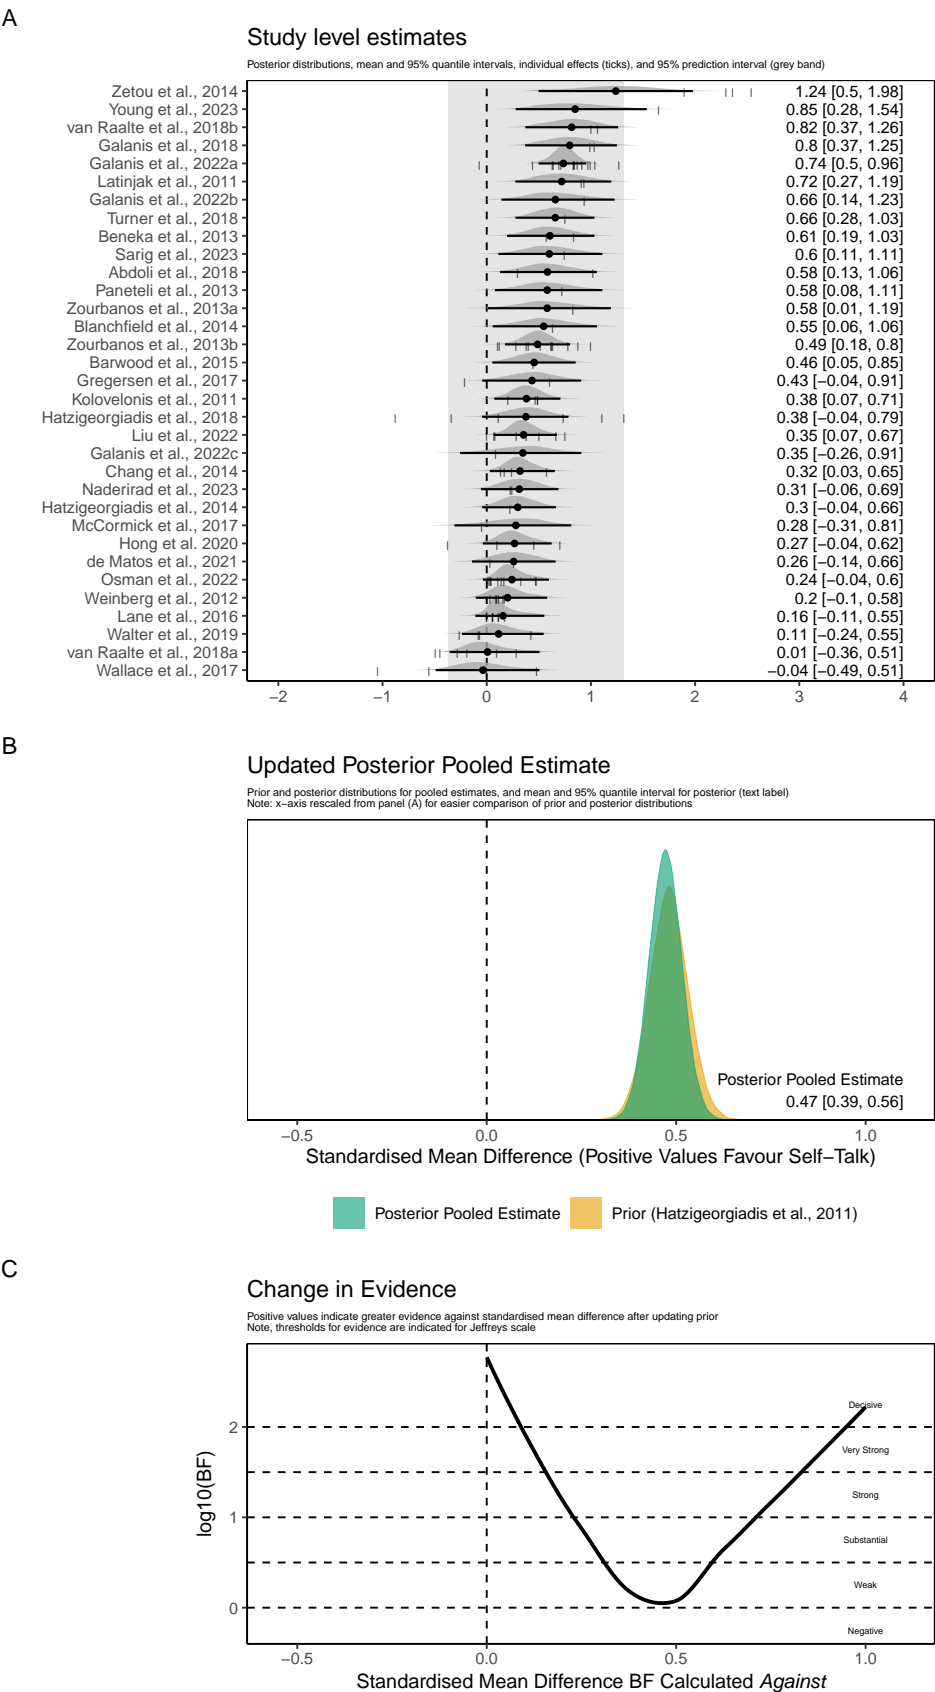 A
Study level estimates
Posterior distributions, mean and 95% quantile intervals, individual effects (ticks), and 95% prediction interval (grey band)
Zetou et al., 2014 1.24 [0.5, 1.98]
Young et al., 2023 0.85 [0.28, 1.54]
van Raalte et al., 2018b 0.82 [0.37, 1.26]
Galanis et al., 2018 0.8 [0.37, 1.25]
Galanis et al., 2022a 0.74 [0.5, 0.96]
Latinjak et al., 2011 0.72 [0.27, 1.19]
Galanis et al., 2022b 0.66 [0.14, 1.23]
Turner et al., 2018 0.66 [0.28, 1.03]
Beneka et al., 2013 0.61 [0.19, 1.03]
Sarig et al., 2023 0.6 [0.11, 1.11]
Abdoli et al., 2018 0.58 [0.13, 1.06]
Paneteli et al., 2013 0.58 [0.08, 1.11]
Zourbanos et al., 2013a 0.58 [0.01, 1.19]
Blanchfield et al., 2014 0.55 [0.06, 1.06]
Zourbanos et al., 2013b 0.49 [0.18, 0.8]
Barwood et al., 2015 0.46 [0.05, 0.85]
Gregersen et al., 2017 0.43 [−0.04, 0.91]
Kolovelonis et al., 2011 0.38 [0.07, 0.71]
Hatzigeorgiadis et al., 2018 0.38 [−0.04, 0.79]
Liu et al., 2022 0.35 [0.07, 0.67]
Galanis et al., 2022c 0.35 [−0.26, 0.91]
Chang et al., 2014 0.32 [0.03, 0.65]
Naderirad et al., 2023 0.31 [−0.06, 0.69]
Hatzigeorgiadis et al., 2014 0.3 [−0.04, 0.66]
McCormick et al., 2017 0.28 [−0.31, 0.81]
Hong et al. 2020 0.27 [−0.04, 0.62]
de Matos et al., 2021 0.26 [−0.14, 0.66]
Osman et al., 2022 0.24 [−0.04, 0.6]
Weinberg et al., 2012 0.2 [−0.1, 0.58]
Lane et al., 2016 0.16 [−0.11, 0.55]
Walter et al., 2019 0.11 [−0.24, 0.55]
van Raalte et al., 2018a 0.01 [−0.36, 0.51]
Wallace et al., 2017 −0.04 [−0.49, 0.51]
−2 −1 0 1 2 3 4
B
Updated Posterior Pooled Estimate
Prior and posterior distributions for pooled estimates, and mean and 95% quantile interval for posterior (text label)
Note: x−axis rescaled from panel (A) for easier comparison of prior and posterior distributions
Posterior Pooled Estimate
0.47 [0.39, 0.56]
−0.5 0.0 0.5 1.0
Standardised Mean Difference (Positive Values Favour Self−Talk)
Posterior Pooled Estimate Prior (Hatzigeorgiadis et al., 2011)
C
Change in Evidence
Positive values indicate greater evidence against standardised mean difference after updating prior
Note, thresholds for evidence are indicated for Jeffreys scale
log10(BF)
Decisive
2
Very Strong
Strong
1
Substantial
Weak
0
Negative
−0.5 0.0 0.5 1.0
Standardised Mean Difference BF Calculated Against